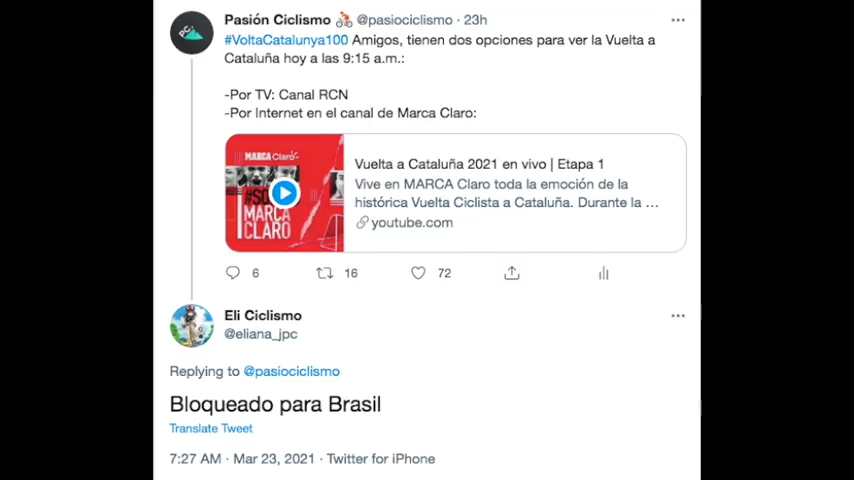 Pasión Ciclismo @pasiociclismo · 23h
#VoltaCatalunya100 Amigos, tienen dos opciones para ver la Vuelta a
Cataluña hoy a las 9:15 a.m.:
-Por TV: Canal RCN
-Por Internet en el canal de Marca Claro:
MARCA Claro
MARCA
CLARO
Vuelta a Cataluña 2021 en vivo | Etapa 1
Vive en MARCA Claro toda la emoción de la
histórica Vuelta Ciclista a Cataluña. Durante la ...
youtube.com
6 16 72
Eli Ciclismo
@eliana_jpc
Replying to @pasiociclismo
Bloqueado para Brasil
Translate Tweet
7:27 AM · Mar 23, 2021 · Twitter for iPhone